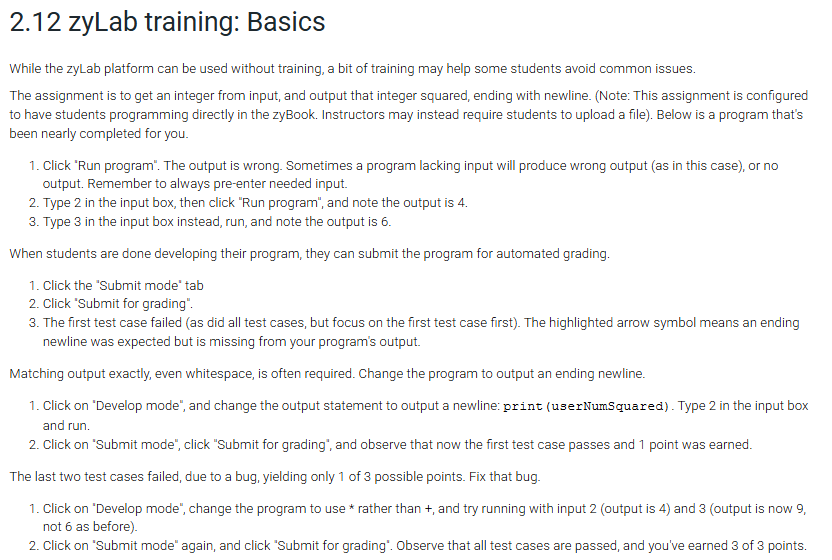 2.12 zyLab training: Basics
While the zyLab platform can be used without training, a bit of training may help some students avoid common issues.
The assignment is to get an integer from input, and output that integer squared, ending with newline. (Note: This assignment is configured
to have students programming directly in the zyBook. Instructors may instead require students to upload a file). Below is a program that's
been nearly completed for you.
1. Click "Run program". The output is wrong. Sometimes a program lacking input will produce wrong output (as in this case), or no
output. Remember to always pre-enter needed input.
2. Type 2 in the input box, then click "Run program", and note the output is 4.
3. Type 3 in the input box instead, run, and note the output is 6.
When students are done developing their program, they can submit the program for automated grading.
1. Click the "Submit mode" tab
2. Click "Submit for grading".
3. The first test case failed (as did all test cases, but focus on the first test case first). The highlighted arrow symbol means an ending
newline was expected but is missing from your program's output.
Matching output exactly, even whitespace, is often required. Change the program to output an ending newline.
1. Click on "Develop mode", and change the output statement to output a newline: print(userNumSquared). Type 2 in the input box
and run.
2. Click on "Submit mode", click "Submit for grading", and observe that now the first test case passes and 1 point was earned.
The last two test cases failed, due to a bug, yielding only 1 of 3 possible points. Fix that bug.
1. Click on "Develop mode", change the program to use * rather than +, and try running with input 2 (output is 4) and 3 (output is now 9,
not 6 as before).
2. Click on "Submit mode" again, and click "Submit for grading". Observe that all test cases are passed, and you've earned 3 of 3 points.